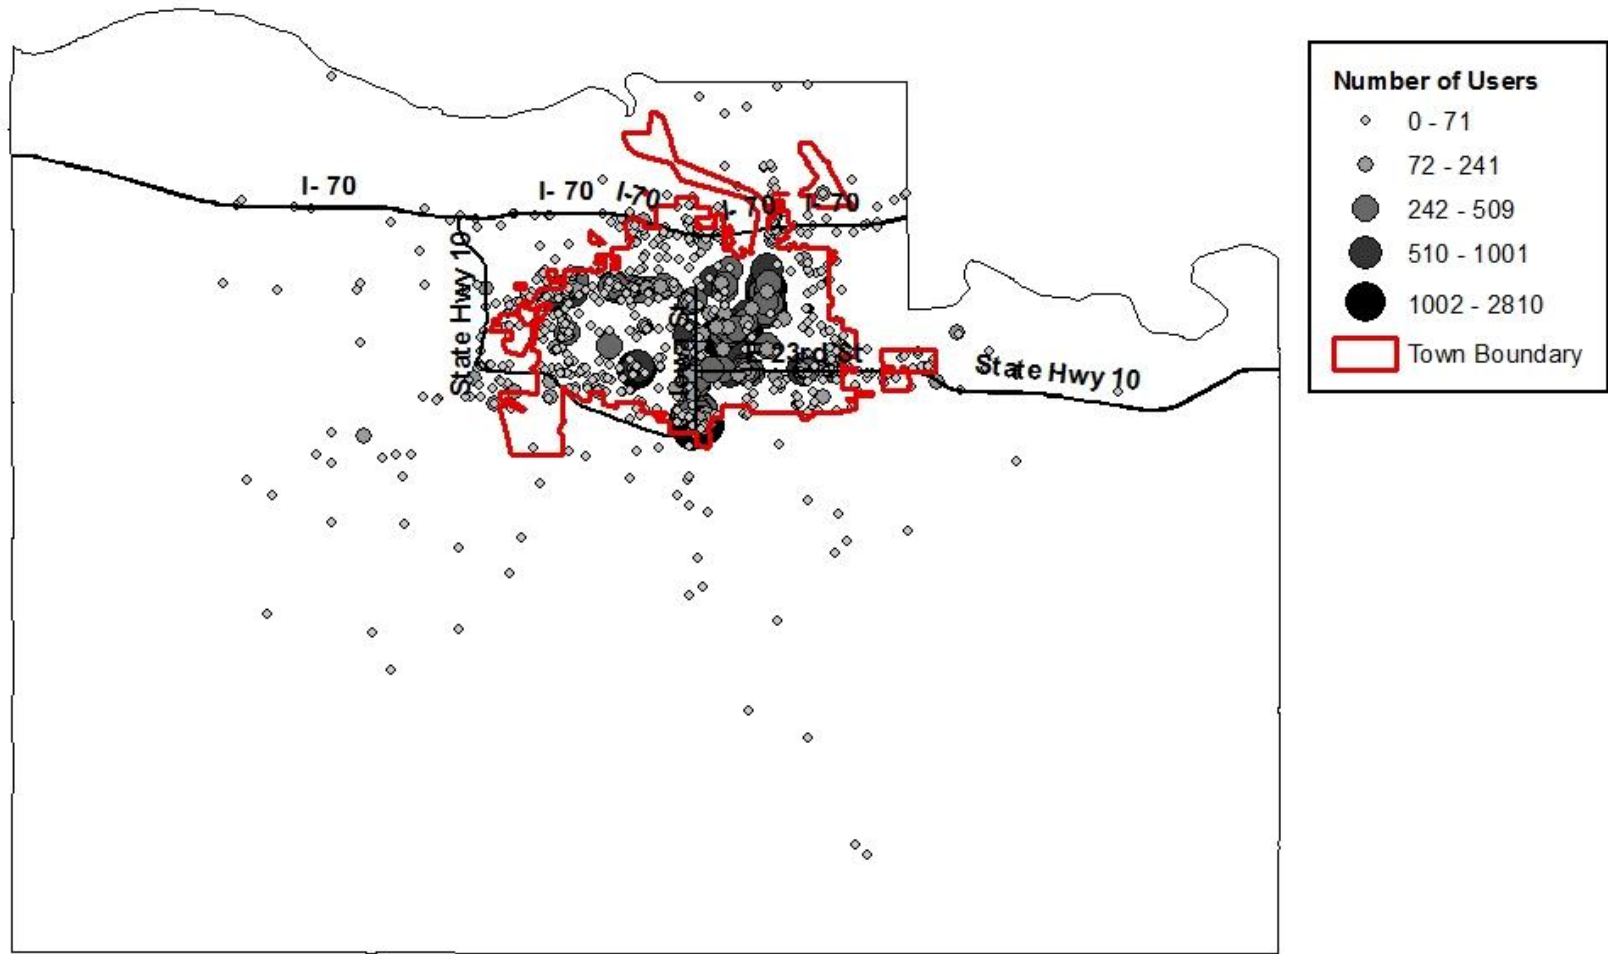 Number of Users
0 - 71
72 - 241
242 - 509
510 - 1001
1002 - 2810
Town Boundary
I- 70
I- 70
I-70
I- 70
I- 70
State Hwy 10
E 23rd St
State Hwy 10